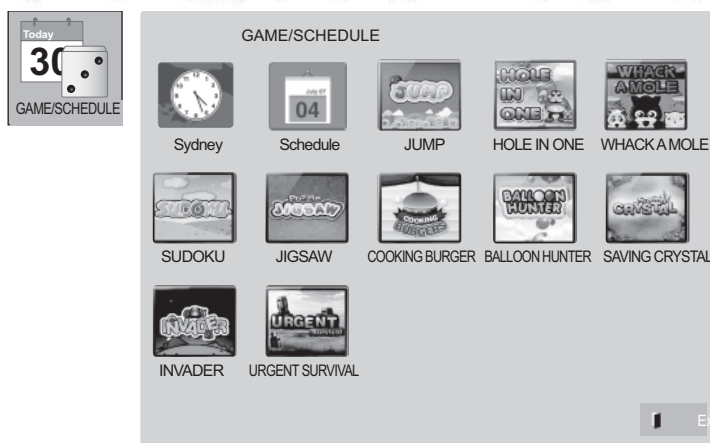 Today
30
GAME/SCHEDULE
GAME/SCHEDULE
July 07
04
JUMP
HOLE
IN
ONE
WHACK
A MOLE
Sydney
Schedule
JUMP
HOLE IN ONE
WHACK A MOLE
SUDOKU
Puzzle
JIGSAW
COOKING
BURGERS
BALLOON
HUNTER
CRYSTAL
SUDOKU
JIGSAW
COOKING BURGER
BALLOON HUNTER
SAVING CRYSTAL
INVADER
URGENT
INVADER
URGENT SURVIVAL